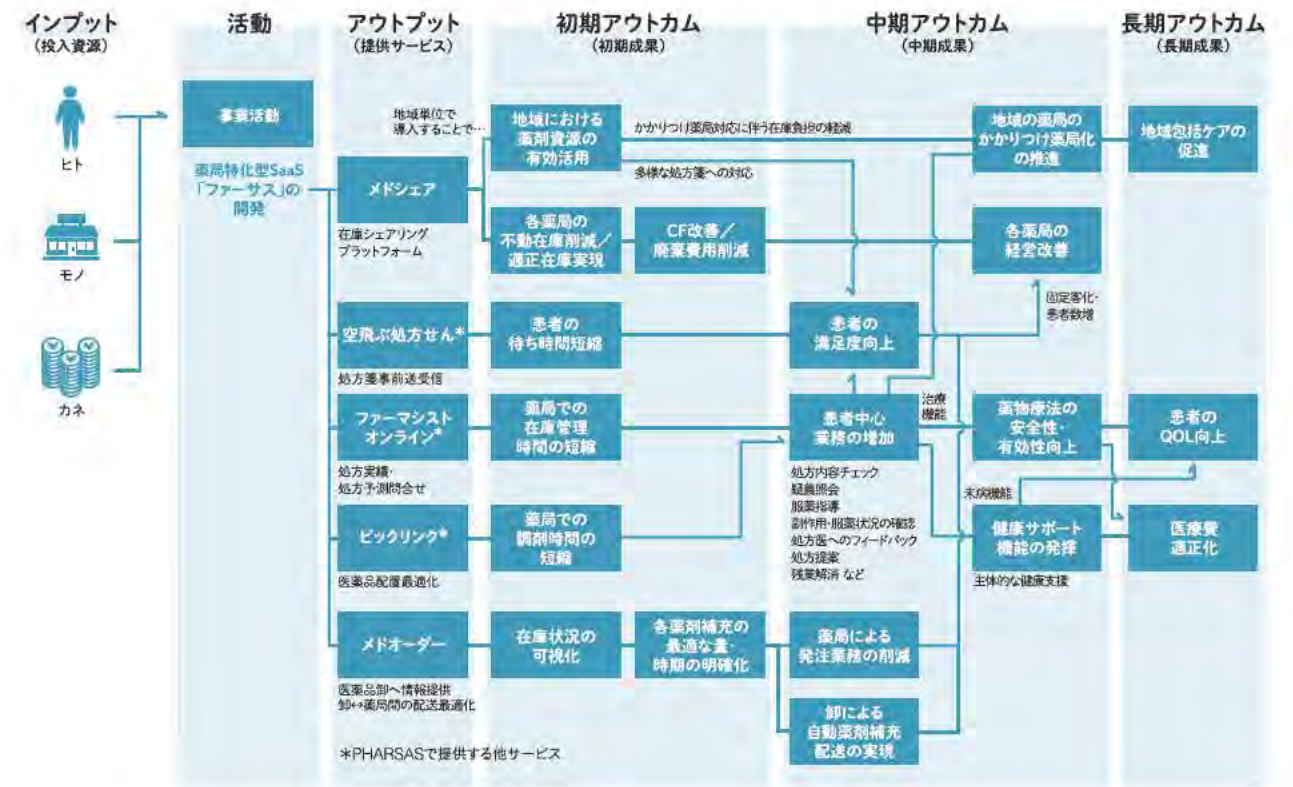 インプット
(投入資源)
活動
アウトプット
(提供サービス)
初期アウトカム
(初期成果)
中期アウトカム
(中期成果)
長期アウトカム
(長期成果)
ヒト
モノ
カネ
事業活動
薬局特化型SaaS
「ファーサス」の
開発
地域単位で
導入することで…
メドシェア
在庫シェアリング
プラットフォーム
空飛ぶ処方せん*
処方箋事前送受信
ファーマシスト
オンライン*
処方実績・
処方予測問合せ
ピックリンク*
医薬品配置最適化
メドオーダー
医薬品卸へ情報提供
卸↔薬局間の配送最適化
*PHARSASで提供する他サービス
地域における
薬剤資源の
有効活用
かかりつけ薬局対応に伴う在庫負担の軽減
多様な処方箋への対応
各薬局の
不動在庫削減/
適正在庫実現
CF改善/
廃棄費用削減
患者の
待ち時間短縮
薬局での
在庫管理
時間の短縮
薬局での
調剤時間の
短縮
在庫状況の
可視化
各薬剤補充の
最適な量・
時期の明確化
患者の
満足度向上
患者中心
業務の増加
処方内容チェック
疑義照会
服薬指導
副作用・服薬状況の確認
処方医へのフィードバック
処方提案
残薬解消 など
薬局による
発注業務の削減
卸による
自動薬剤補充
配送の実現
地域の薬局の
かかりつけ薬局化
の推進
各薬局の
経営改善
固定客化・
患者数増
治療
機能
薬物療法の
安全性・
有効性向上
未病機能
健康サポート
機能の発揮
主体的な健康支援
地域包括ケアの
促進
患者の
QOL向上
医療費
適正化